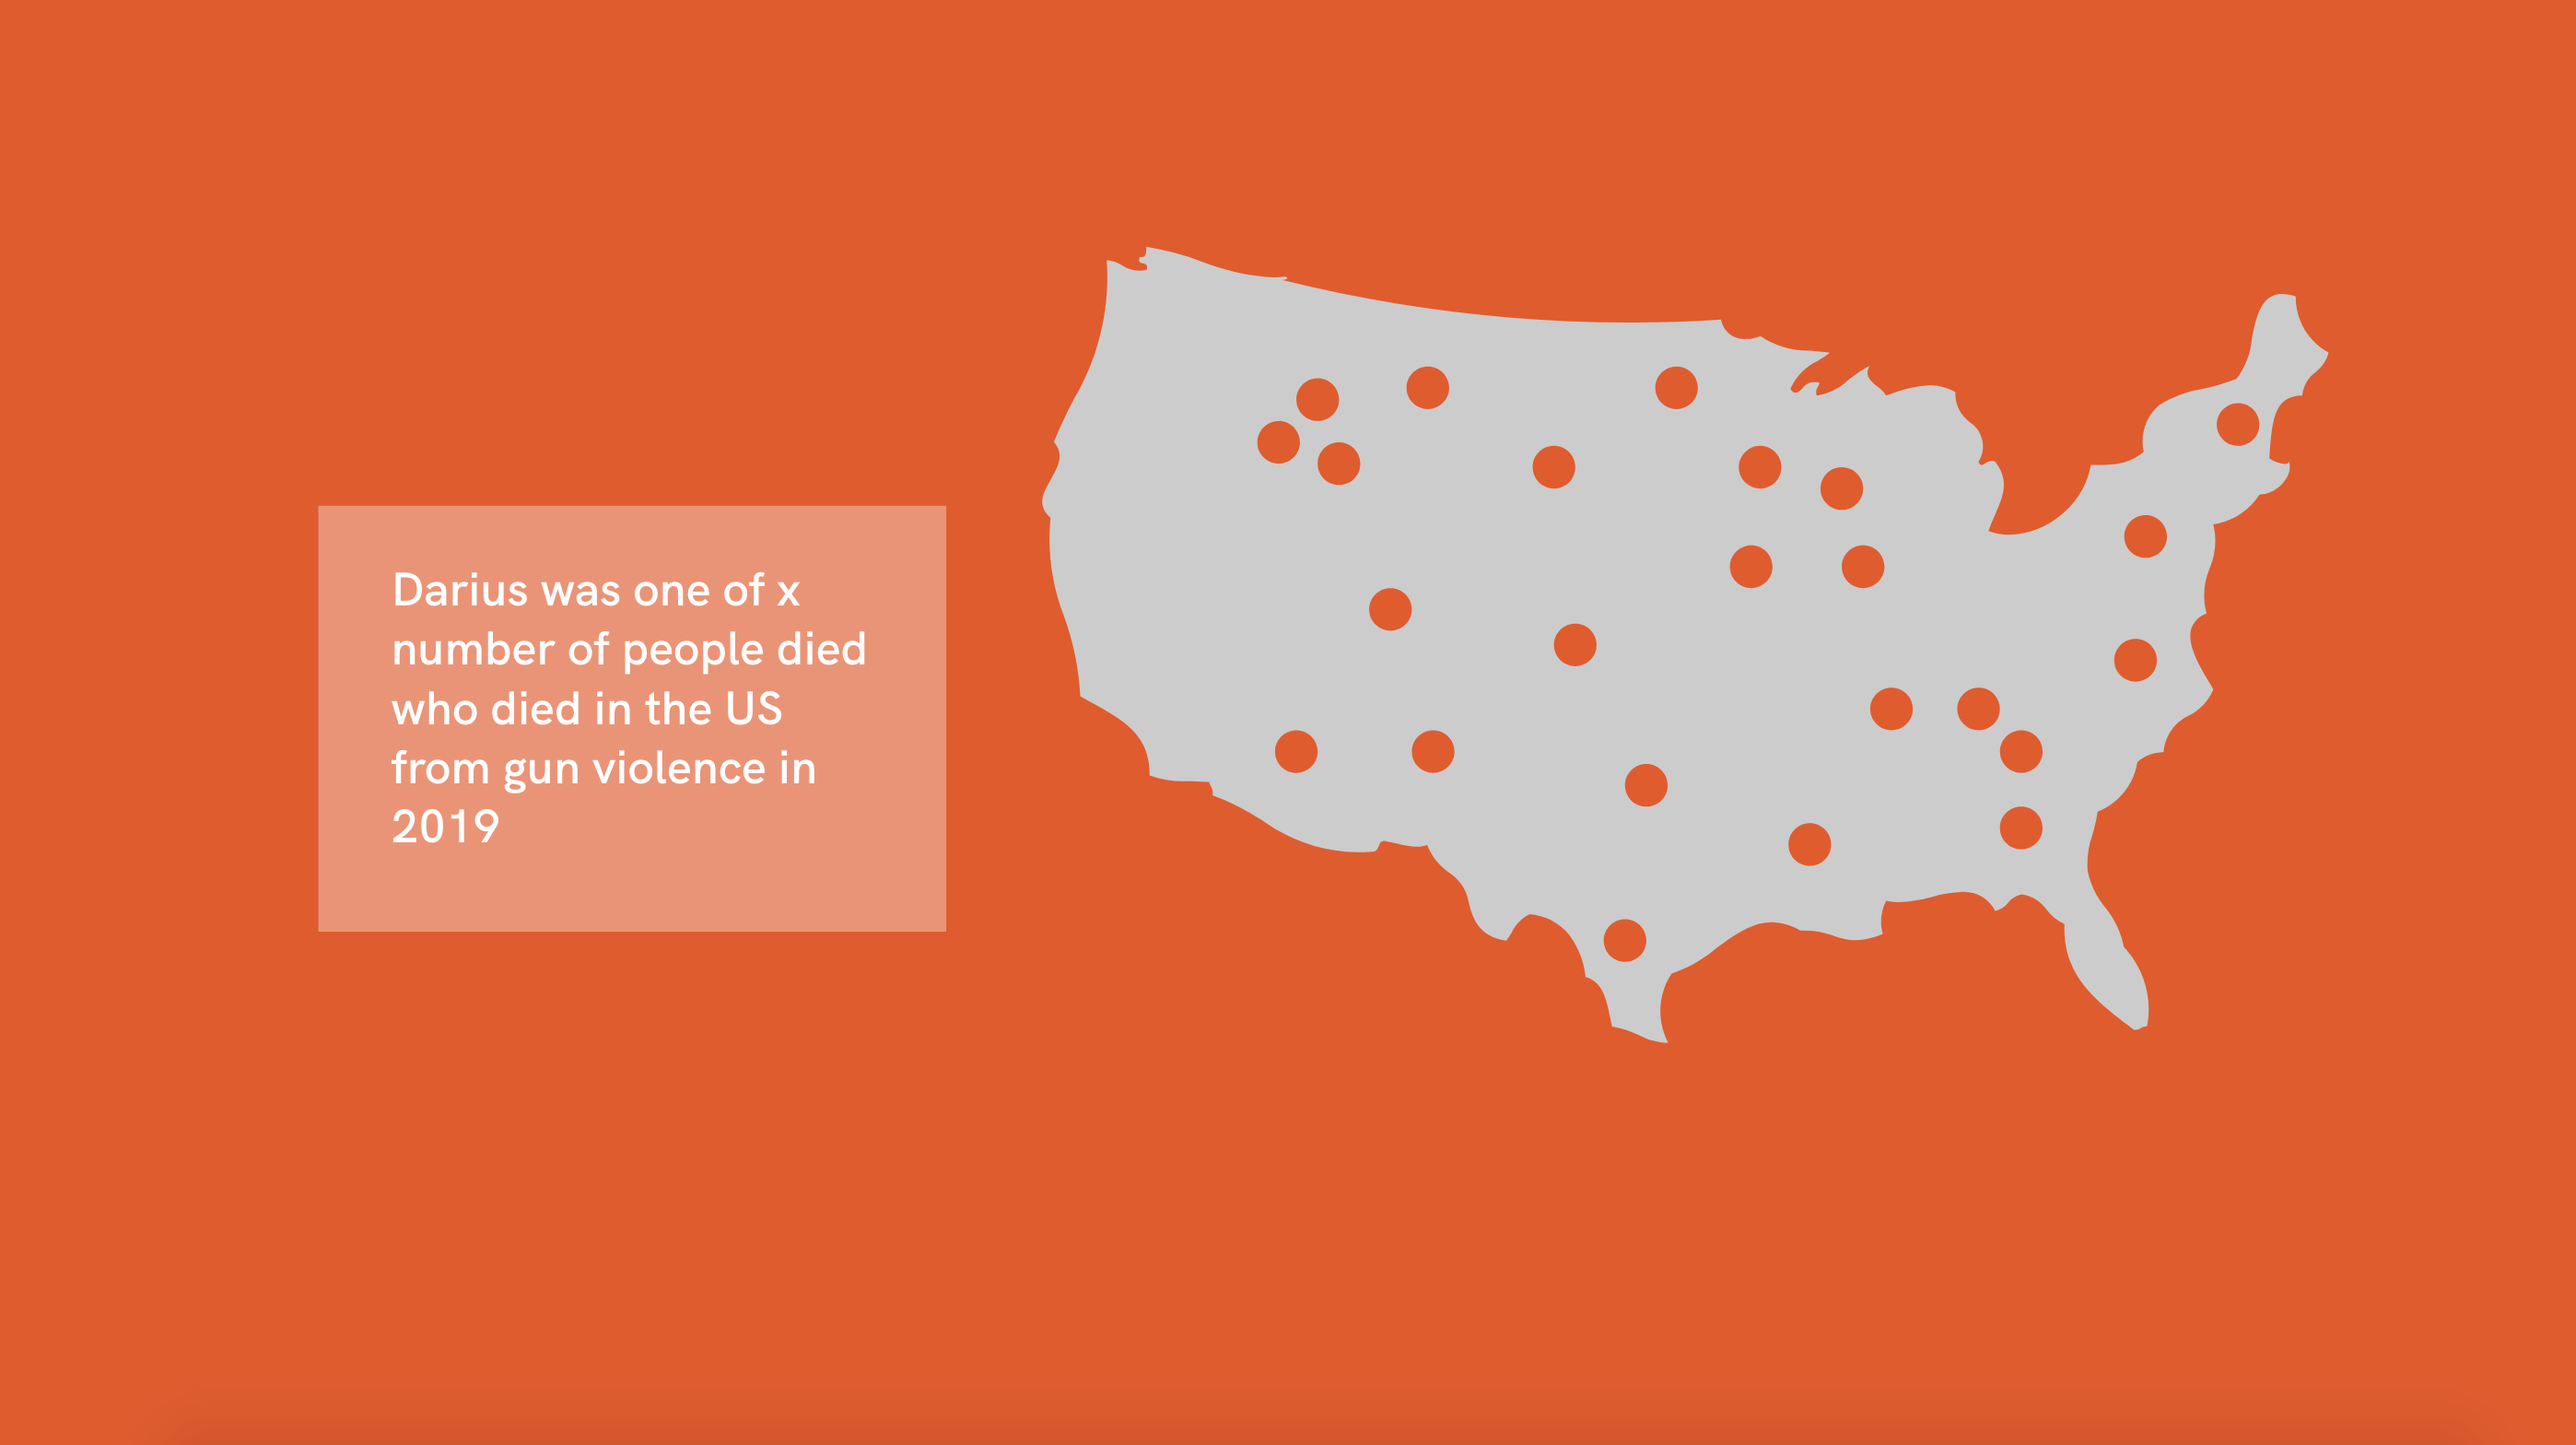 Darius was one of x
number of people died
who died in the US
from gun violence in
2019